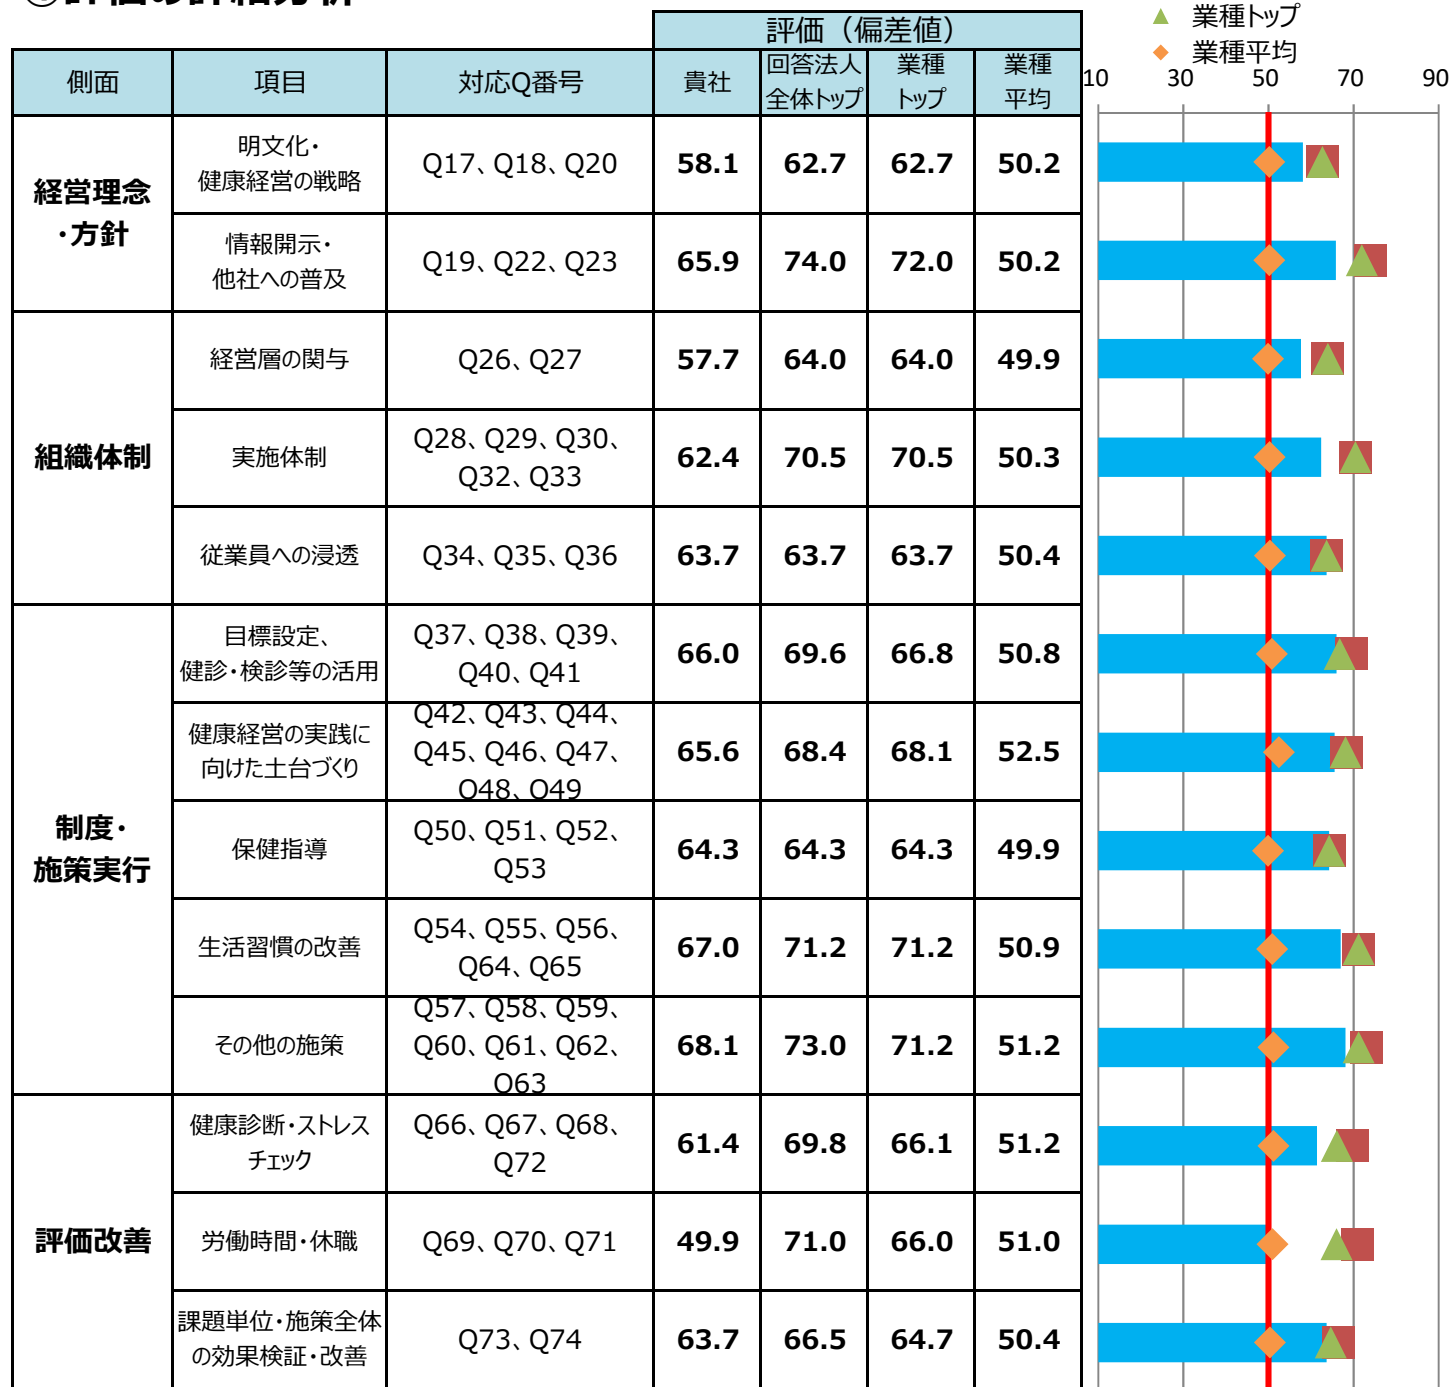 ①評価の詳細分析
▲ 業種トップ
◆ 業種平均
10 30 50 70 90
評価（偏差値）
側面 項目 対応Q番号 貴社 回答法人全体トップ 業種トップ 業種平均
経営理念・方針
明文化・健康経営の戦略 Q17、Q18、Q20 58.1 62.7 62.7 50.2
情報開示・他社への普及 Q19、Q22、Q23 65.9 74.0 72.0 50.2
組織体制
経営層の関与 Q26、Q27 57.7 64.0 64.0 49.9
実施体制 Q28、Q29、Q30、Q32、Q33 62.4 70.5 70.5 50.3
従業員への浸透 Q34、Q35、Q36 63.7 63.7 63.7 50.4
制度・施策実行
目標設定、健診・検診等の活用 Q37、Q38、Q39、Q40、Q41 66.0 69.6 66.8 50.8
健康経営の実践に向けた土台づくり Q42、Q43、Q44、Q45、Q46、Q47、Q48、Q49 65.6 68.4 68.1 52.5
保健指導 Q50、Q51、Q52、Q53 64.3 64.3 64.3 49.9
生活習慣の改善 Q54、Q55、Q56、Q64、Q65 67.0 71.2 71.2 50.9
その他の施策 Q57、Q58、Q59、Q60、Q61、Q62、Q63 68.1 73.0 71.2 51.2
評価改善
健康診断・ストレスチェック Q66、Q67、Q68、Q72 61.4 69.8 66.1 51.2
労働時間・休職 Q69、Q70、Q71 49.9 71.0 66.0 51.0
課題単位・施策全体の効果検証・改善 Q73、Q74 63.7 66.5 64.7 50.4